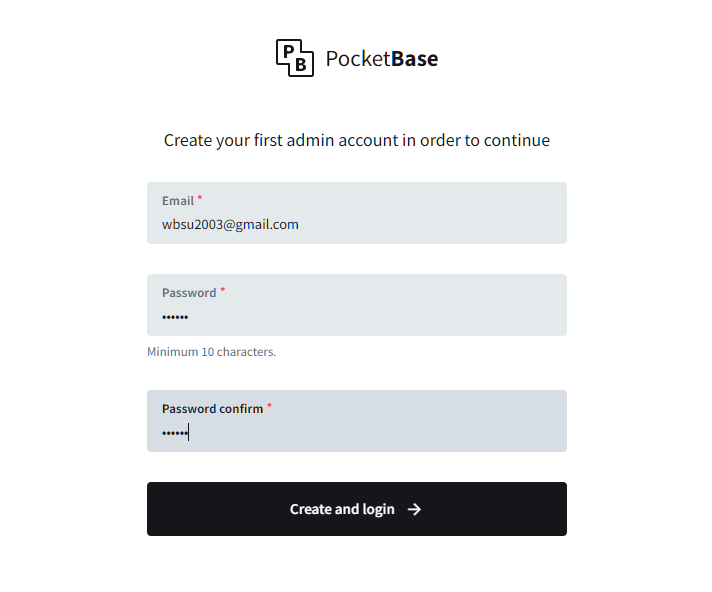 PB PocketBase
Create your first admin account in order to continue
Email *
wbsu2003@gmail.com
Password *
••••••
Minimum 10 characters.
Password confirm *
••••••
Create and login →